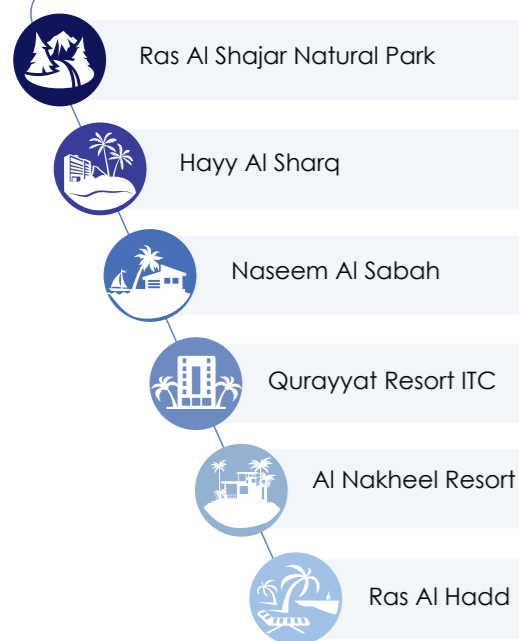 Ras Al Shajar Natural Park
Hayy Al Sharq
Naseem Al Sabah
Qurayyat Resort ITC
Al Nakheel Resort
Ras Al Hadd